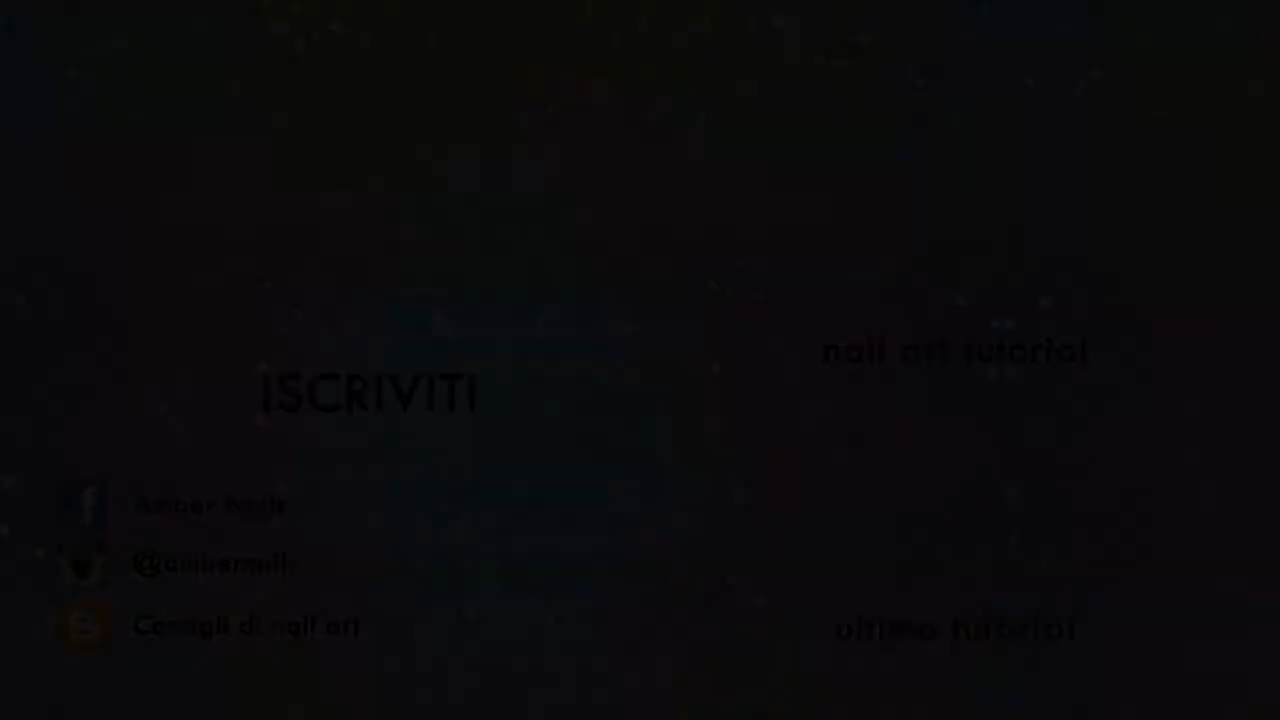 ISCRIVITI
Amber Nails
@ambernails
Consigli di nail art
nail art tutorial
ultimo tutorial